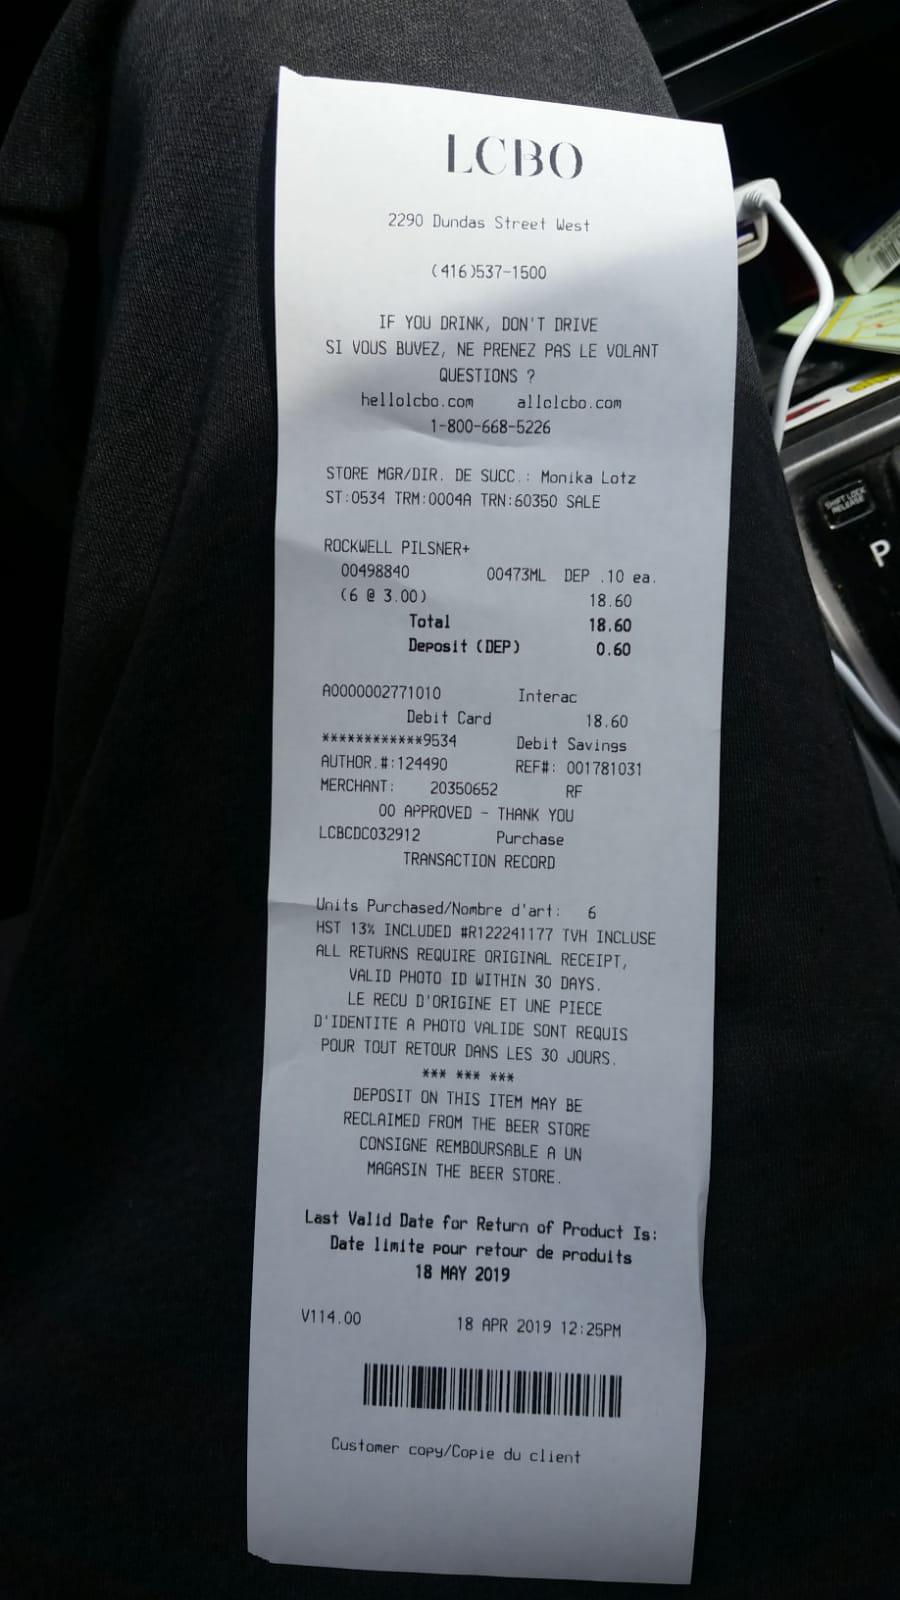 LCBO
2290 Dundas Street West
(416)537-1500
IF YOU DRINK, DON'T DRIVE
SI VOUS BUVEZ, NE PRENEZ PAS LE VOLANT
QUESTIONS ?
hellolcbo.com allolcbo.com
1-800-668-5226
STORE MGR/DIR. DE SUCC.: Monika Lotz
ST:0534 TRM:0004A TRN:60350 SALE
ROCKWELL PILSNER+
00498840 00473ML DEP .10 ea.
(6 @ 3.00) 18.60
Total 18.60
Deposit (DEP) 0.60
A0000002771010 Interac
Debit Card 18.60
************9534 Debit Savings
AUTHOR.#:124490 REF#: 001781031
MERCHANT: 20350652 RF
00 APPROVED - THANK YOU
LCBCDC032912 Purchase
TRANSACTION RECORD
Units Purchased/Nombre d'art: 6
HST 13% INCLUDED #R122241177 TVH INCLUSE
ALL RETURNS REQUIRE ORIGINAL RECEIPT,
VALID PHOTO ID WITHIN 30 DAYS.
LE RECU D'ORIGINE ET UNE PIECE
D'IDENTITE A PHOTO VALIDE SONT REQUIS
POUR TOUT RETOUR DANS LES 30 JOURS.
*** *** ***
DEPOSIT ON THIS ITEM MAY BE
RECLAIMED FROM THE BEER STORE
CONSIGNE REMBOURSABLE A UN
MAGASIN THE BEER STORE.
Last Valid Date for Return of Product Is:
Date limite pour retour de produits
18 MAY 2019
V114.00 18 APR 2019 12:25PM
Customer copy/Copie du client
SHIFT LOCK
RELEASE
P